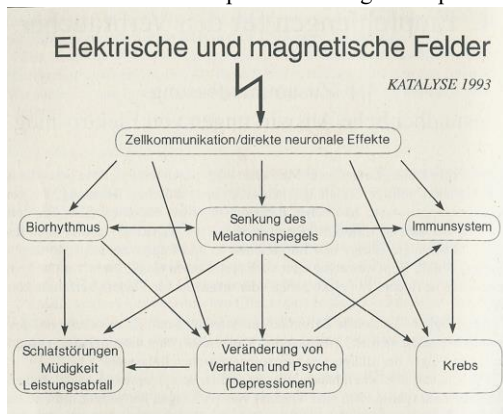 Elektrische und magnetische Felder
KATALYSE 1993
Zellkommunikation/direkte neuronale Effekte
Biorhythmus
Senkung des
Melatoninspiegels
Immunsystem
Schlafstörungen
Müdigkeit
Leistungsabfall
Veränderung von
Verhalten und Psyche
(Depressionen)
Krebs